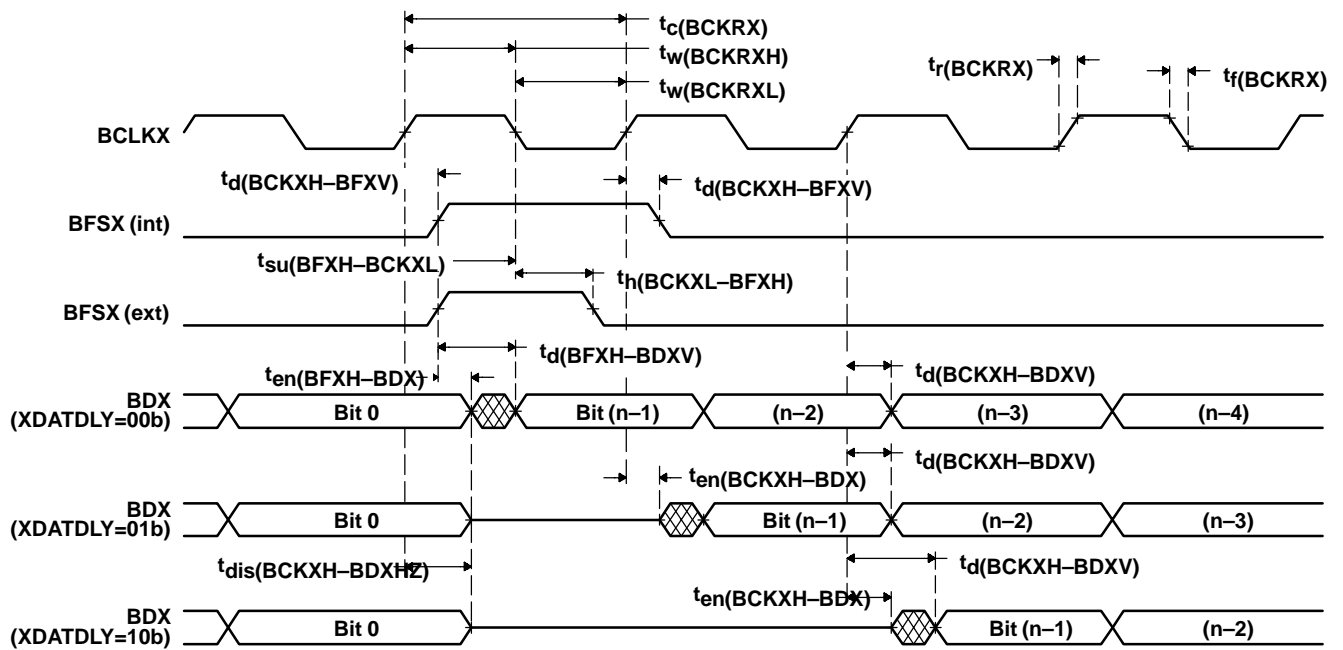 tc(BCKRX)
tw(BCKRXH)
tr(BCKRX)
tf(BCKRX)
tw(BCKRXL)
BCLKX
td(BCKXH–BFXV)
td(BCKXH–BFXV)
BFSX (int)
tsu(BFXH–BCKXL)
th(BCKXL–BFXH)
BFSX (ext)
td(BFXH–BDXV)
ten(BFXH–BDX)
td(BCKXH–BDXV)
BDX
(XDATDLY=00b)
Bit 0
Bit (n–1)
(n–2)
(n–3)
(n–4)
td(BCKXH–BDXV)
ten(BCKXH–BDX)
BDX
(XDATDLY=01b)
Bit 0
Bit (n–1)
(n–2)
(n–3)
tdis(BCKXH–BDXHZ)
td(BCKXH–BDXV)
ten(BCKXH–BDX)
BDX
(XDATDLY=10b)
Bit 0
Bit (n–1)
(n–2)